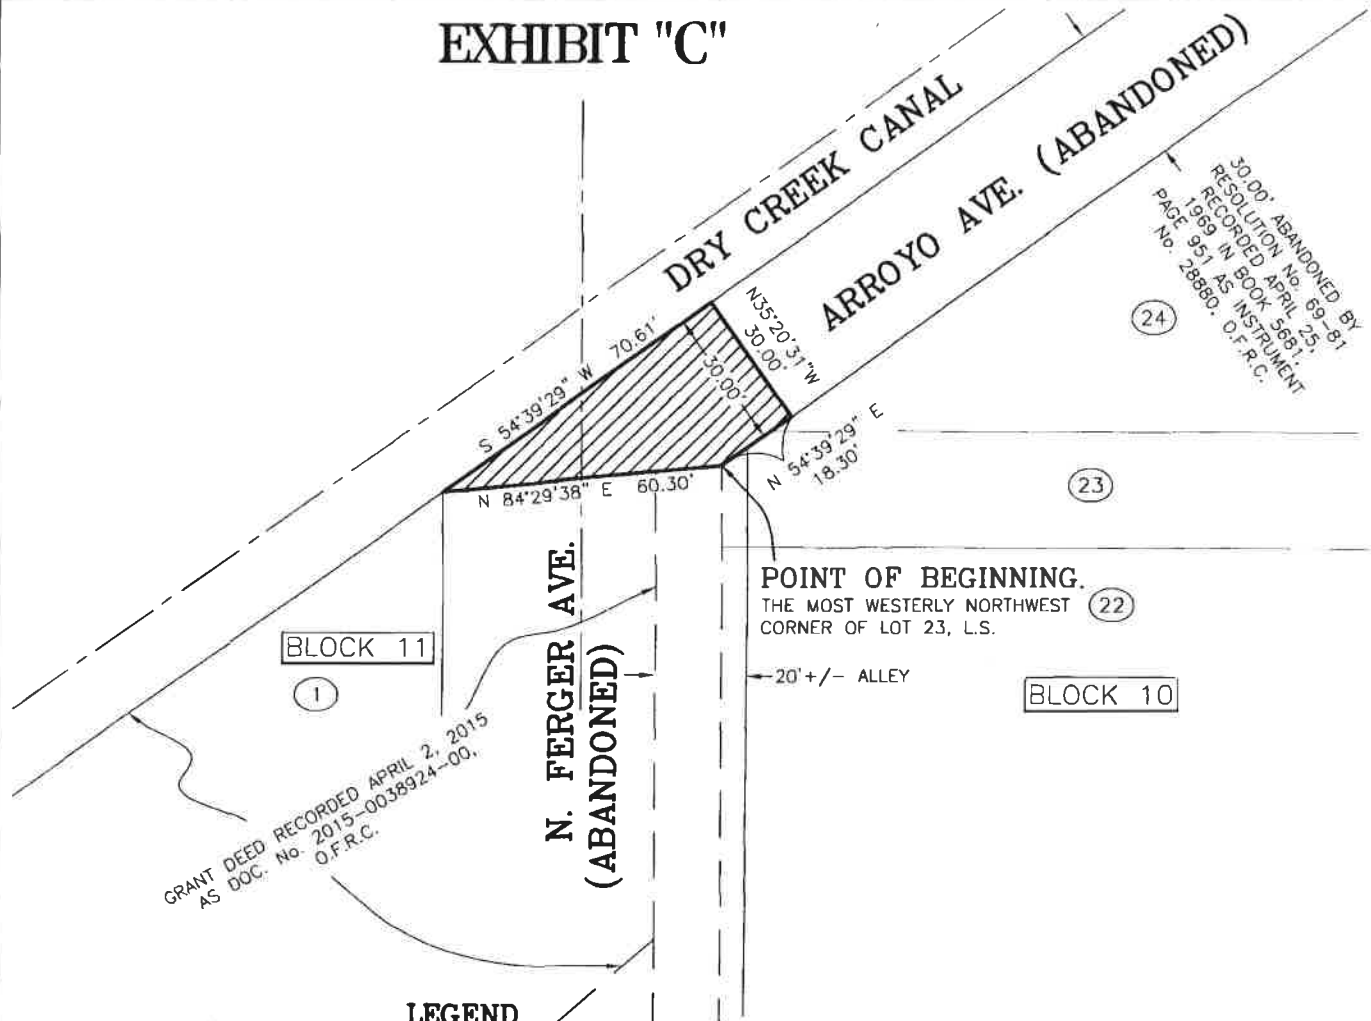 EXHIBIT "C"
DRY CREEK CANAL
ARROYO AVE. (ABANDONED)
30.00' ABANDONED BY
RESOLUTION No. 69-81
RECORDED APRIL 25,
1969 IN BOOK 5681,
PAGE 951 AS INSTRUMENT
No. 28880, O.F.R.C.
24
S 54°39'29" W 70.61'
N35°20'31"W
30.00'
30.00'
N 54°39'29" E
18.30'
N 84°29'38" E 60.30'
23
POINT OF BEGINNING.
THE MOST WESTERLY NORTHWEST
CORNER OF LOT 23, L.S.
22
BLOCK 11
1
N. FERGER AVE.
(ABANDONED)
20'+/- ALLEY
BLOCK 10
GRANT DEED RECORDED APRIL 2, 2015
AS DOC. No. 2015-0038924-00,
O.F.R.C.
LEGEND